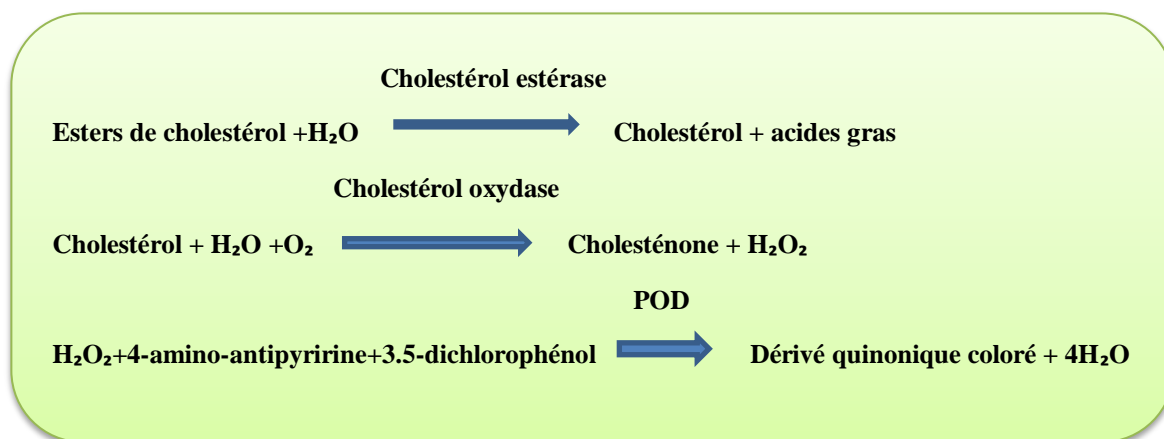 Cholestérol estérase
Esters de cholestérol +H₂O Cholestérol + acides gras
Cholestérol oxydase
Cholestérol + H₂O +O₂ Cholesténone + H₂O₂
POD
H₂O₂+4-amino-antipyririne+3.5-dichlorophénol Dérivé quinonique coloré + 4H₂O